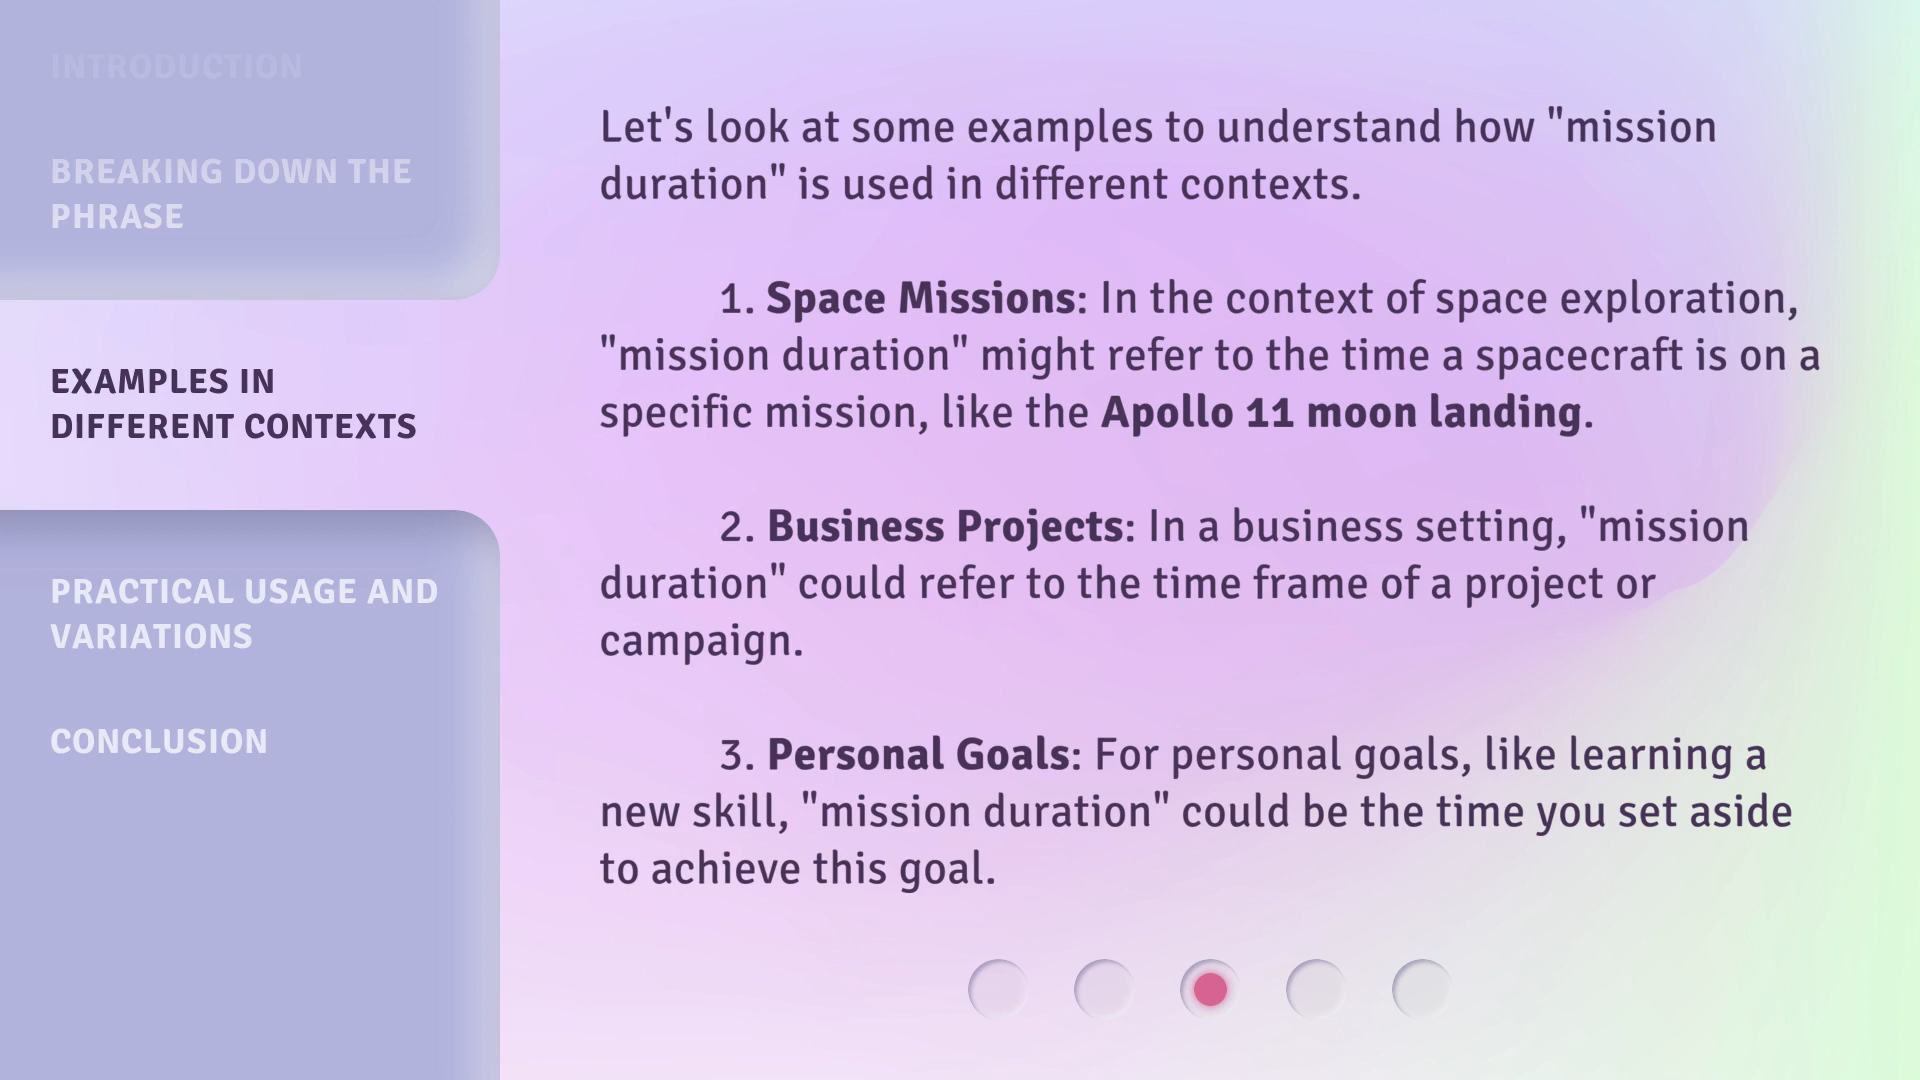 INTRODUCTION
BREAKING DOWN THE
PHRASE
EXAMPLES IN
DIFFERENT CONTEXTS
PRACTICAL USAGE AND
VARIATIONS
CONCLUSION
Let's look at some examples to understand how "mission
duration" is used in different contexts.
1. Space Missions: In the context of space exploration,
"mission duration" might refer to the time a spacecraft is on a
specific mission, like the Apollo 11 moon landing.
2. Business Projects: In a business setting, "mission
duration" could refer to the time frame of a project or
campaign.
3. Personal Goals: For personal goals, like learning a
new skill, "mission duration" could be the time you set aside
to achieve this goal.